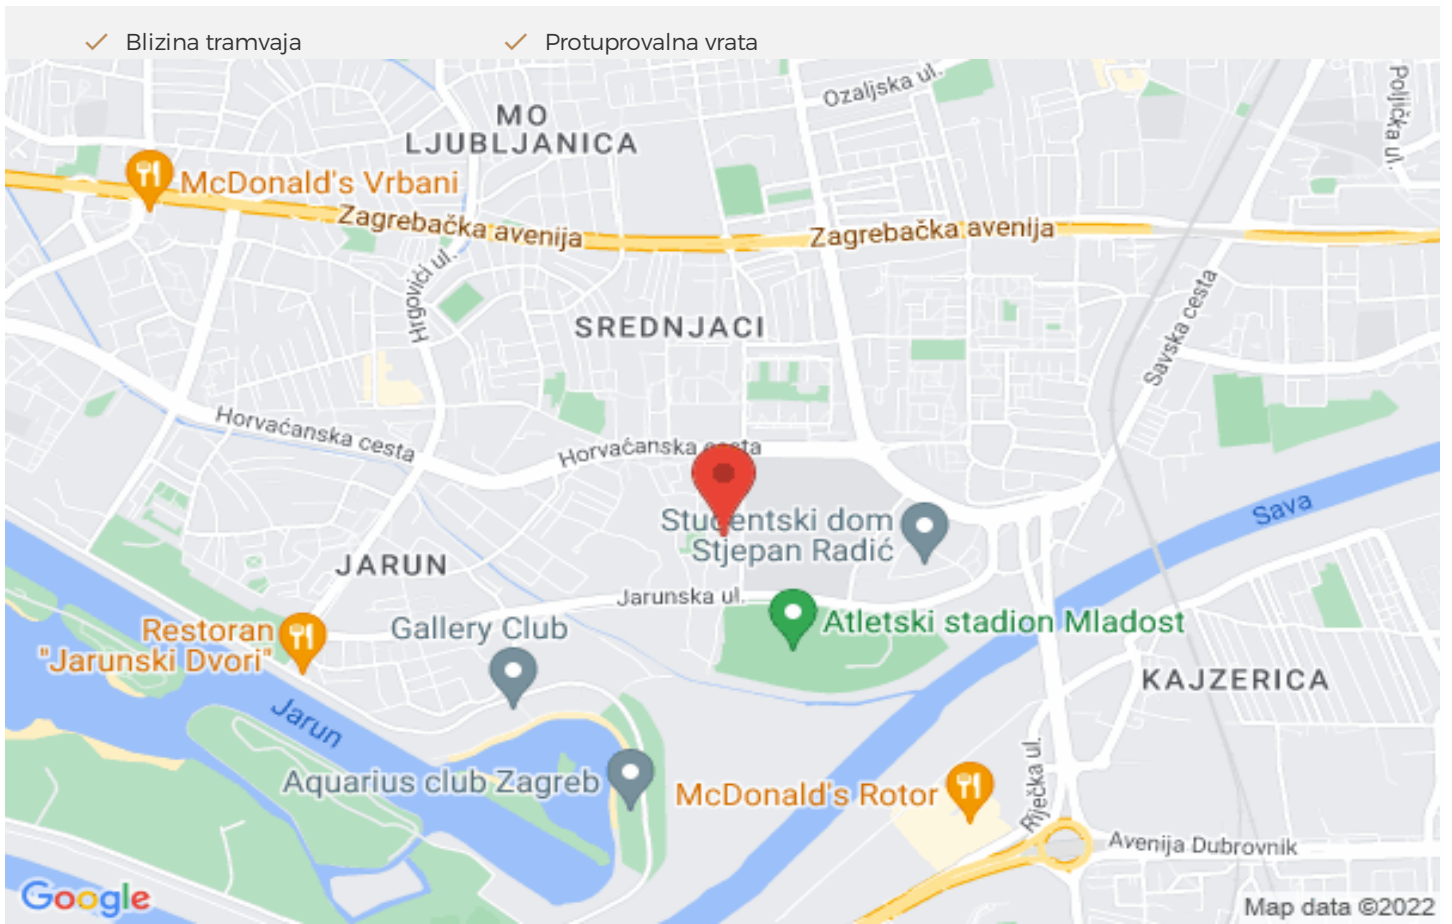 Blizina tramvaja
Protuprovalna vrata
Ozaljska ul.
Poljička ul.
MO
LJUBLJANICA
McDonald's Vrbani
Zagrebačka avenija
Zagrebačka avenija
Hrgovići ul.
SREDNJACI
Savska cesta
Horvaćanska cesta
Horvaćanska cesta
Sava
Studentski dom
Stjepan Radić
JARUN
Jarunska ul.
Restoran
"Jarunski Dvori"
Gallery Club
Atletski stadion Mladost
KAJZERICA
Jarun
Aquarius club Zagreb
McDonald's Rotor
Riječka ul.
Avenija Dubrovnik
Google
Map data ©2022